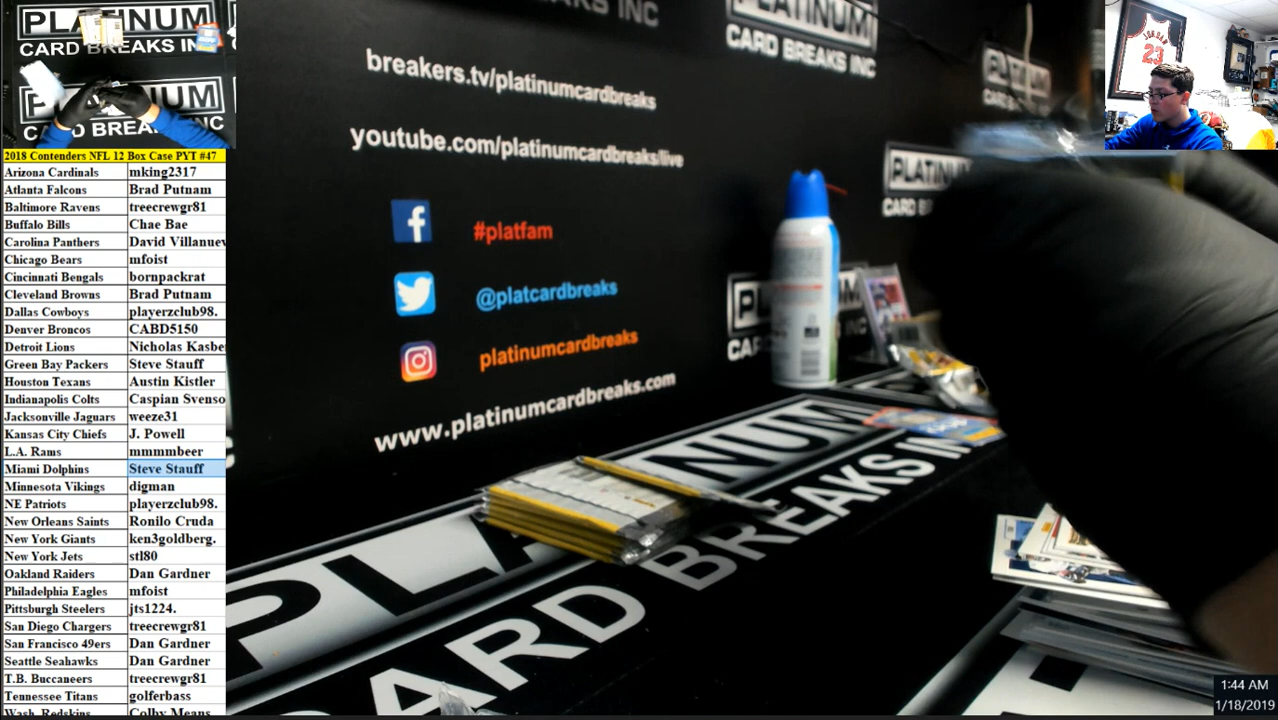 PLATINUM
CARD BREAKS INC
PLATINUM
CARD BREAKS INC
2018 Contenders NFL 12 Box Case PYT #47
Arizona Cardinals mking2317
Atlanta Falcons Brad Putnam
Baltimore Ravens treecrewgr81
Buffalo Bills Chae Bae
Carolina Panthers David Villanuev
Chicago Bears mfoist
Cincinnati Bengals bornpackrat
Cleveland Browns Brad Putnam
Dallas Cowboys playerzclub98.
Denver Broncos CABD5150
Detroit Lions Nicholas Kasbe
Green Bay Packers Steve Stauff
Houston Texans Austin Kistler
Indianapolis Colts Caspian Svenso
Jacksonville Jaguars weeze31
Kansas City Chiefs J. Powell
L.A. Rams mmmmbeer
Miami Dolphins Steve Stauff
Minnesota Vikings digman
NE Patriots playerzclub98.
New Orleans Saints Ronilo Cruda
New York Giants ken3goldberg.
New York Jets stl80
Oakland Raiders Dan Gardner
Philadelphia Eagles mfoist
Pittsburgh Steelers jts1224.
San Diego Chargers treecrewgr81
San Francisco 49ers Dan Gardner
Seattle Seahawks Dan Gardner
T.B. Buccaneers treecrewgr81
Tennessee Titans golferbass
Wash. Redskins Colby Means
breakers.tv/platinumcardbreaks
youtube.com/platinumcardbreaks/live
#platfam
@platcardbreaks
platinumcardbreaks
www.platinumcardbreaks.com
PLATINUM
CARD BREAKS INC
PLATINUM
CARD BREAKS INC
JORDAN
23
1:44 AM
1/18/2019